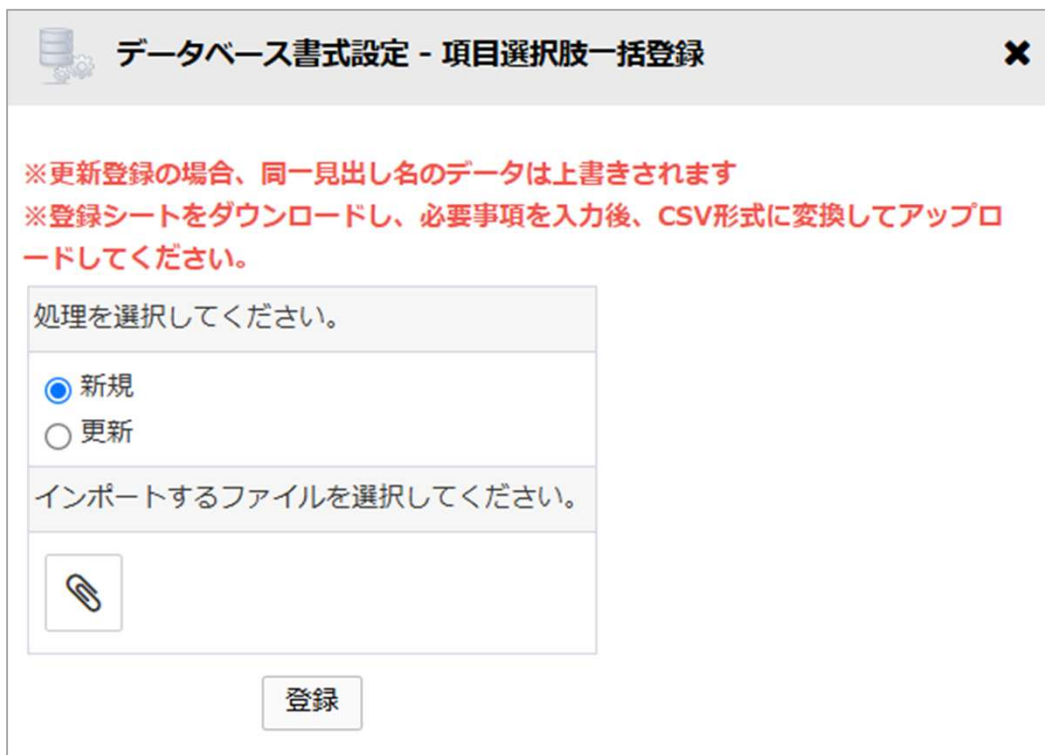 データベース書式設定 - 項目選択肢一括登録
※更新登録の場合、同一見出し名のデータは上書きされます
※登録シートをダウンロードし、必要事項を入力後、CSV形式に変換してアップロ
ードしてください。
処理を選択してください。
新規
更新
インポートするファイルを選択してください。
登録